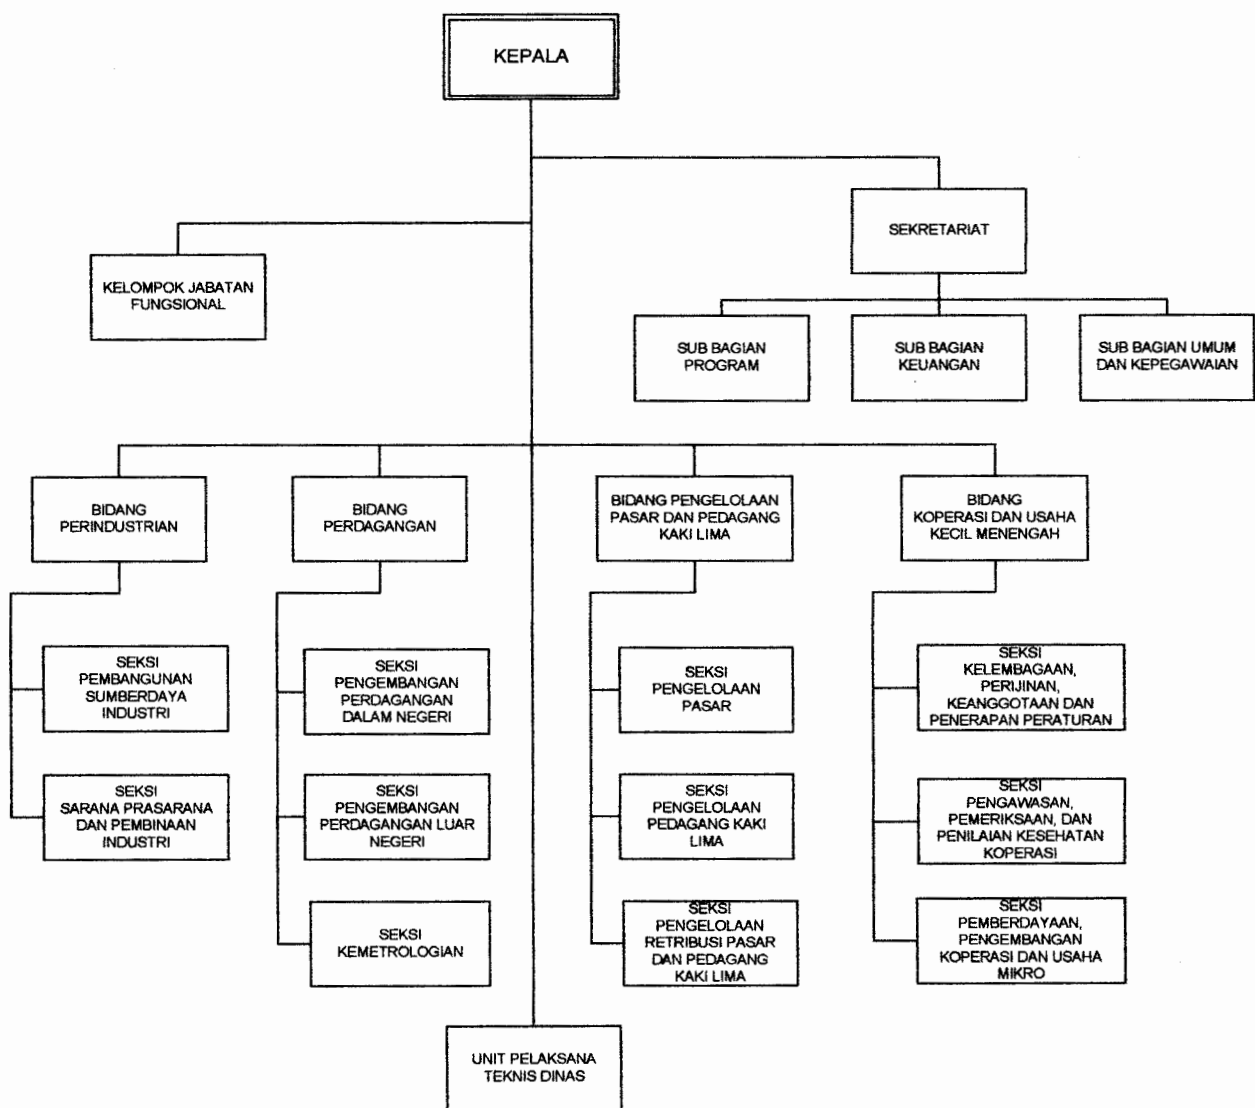 KEPALA
SEKRETARIAT
KELOMPOK JABATAN
FUNGSIONAL
SUB BAGIAN
PROGRAM
SUB BAGIAN
KEUANGAN
SUB BAGIAN UMUM
DAN KEPEGAWAIAN
BIDANG
PERINDUSTRIAN
BIDANG
PERDAGANGAN
BIDANG PENGELOLAAN
PASAR DAN PEDAGANG
KAKI LIMA
BIDANG
KOPERASI DAN USAHA
KECIL MENENGAH
SEKSI
PEMBANGUNAN
SUMBERDAYA
INDUSTRI
SEKSI
PENGEMBANGAN
PERDAGANGAN
DALAM NEGERI
SEKSI
PENGELOLAAN
PASAR
SEKSI
KELEMBAGAAN,
PERIJINAN,
KEANGGOTAAN DAN
PENERAPAN PERATURAN
SEKSI
SARANA PRASARANA
DAN PEMBINAAN
INDUSTRI
SEKSI
PENGEMBANGAN
PERDAGANGAN LUAR
NEGERI
SEKSI
PENGELOLAAN
PEDAGANG KAKI
LIMA
SEKSI
PENGAWASAN,
PEMERIKSAAN, DAN
PENILAIAN KESEHATAN
KOPERASI
SEKSI
KEMETROLOGIAN
SEKSI
PENGELOLAAN
RETRIBUSI PASAR
DAN PEDAGANG
KAKI LIMA
SEKSI
PEMBERDAYAAN,
PENGEMBANGAN
KOPERASI DAN USAHA
MIKRO
UNIT PELAKSANA
TEKNIS DINAS